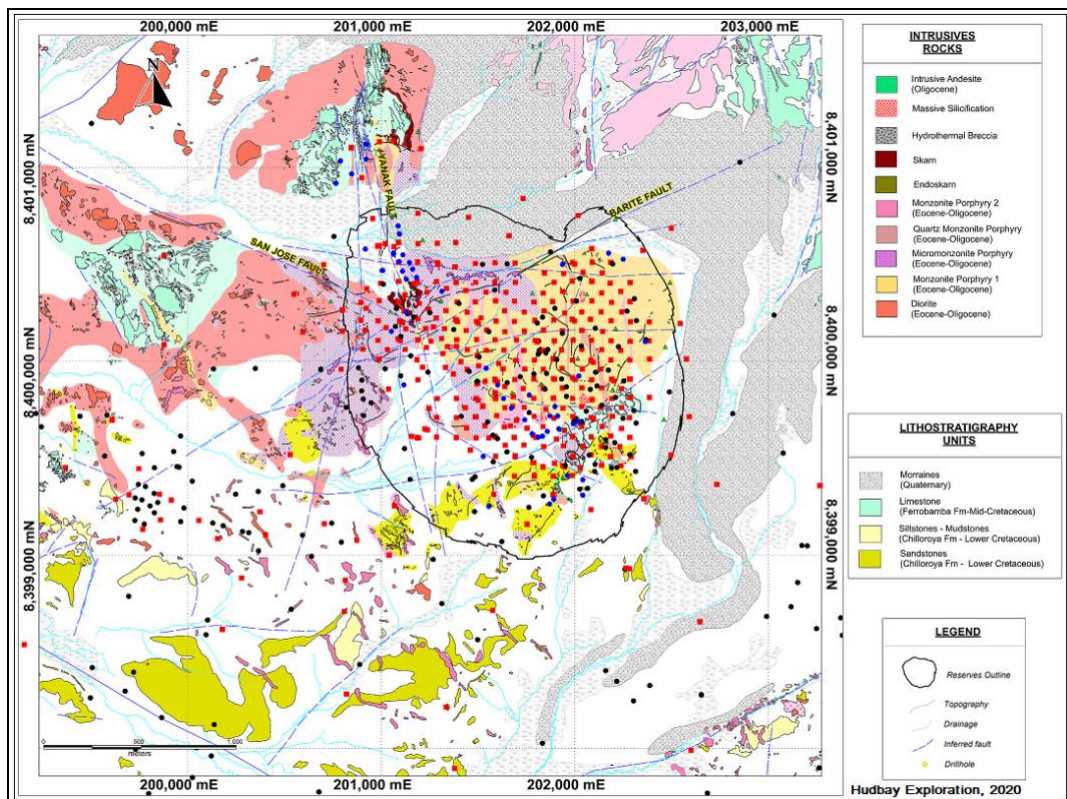 200,000 mE
201,000 mE
202,000 mE
203,000 mE
N
8,401,000 mN
8,401,000 mN
YANAK FAULT
BARITE FAULT
SAN JOSE FAULT
8,400,000 mN
8,400,000 mN
8,399,000 mN
8,399,000 mN
0
500
1,000
meters
200,000 mE
201,000 mE
202,000 mE
INTRUSIVES
ROCKS
Intrusive Andesite
(Oligocene)
Massive Silicification
Hydrothermal Breccia
Skarn
Endoskarn
Monzonite Porphyry 2
(Eocene-Oligocene)
Quartz Monzonite Porphyry
(Eocene-Oligocene)
Micromonzonite Porphyry
(Eocene-Oligocene)
Monzonite Porphyry 1
(Eocene-Oligocene)
Diorite
(Eocene-Oligocene)
LITHOSTRATIGRAPHY
UNITS
Morraines
(Quaternary)
Limestone
(Ferrobamba Fm-Mid-Cretaceous)
Siltstones - Mudstones
(Chilloroya Fm - Lower Cretaceous)
Sandstones
(Chilloroya Fm - Lower Cretaceous)
LEGEND
Reserves Outline
Topography
Drainage
Inferred fault
Drillhole
Hudbay Exploration, 2020